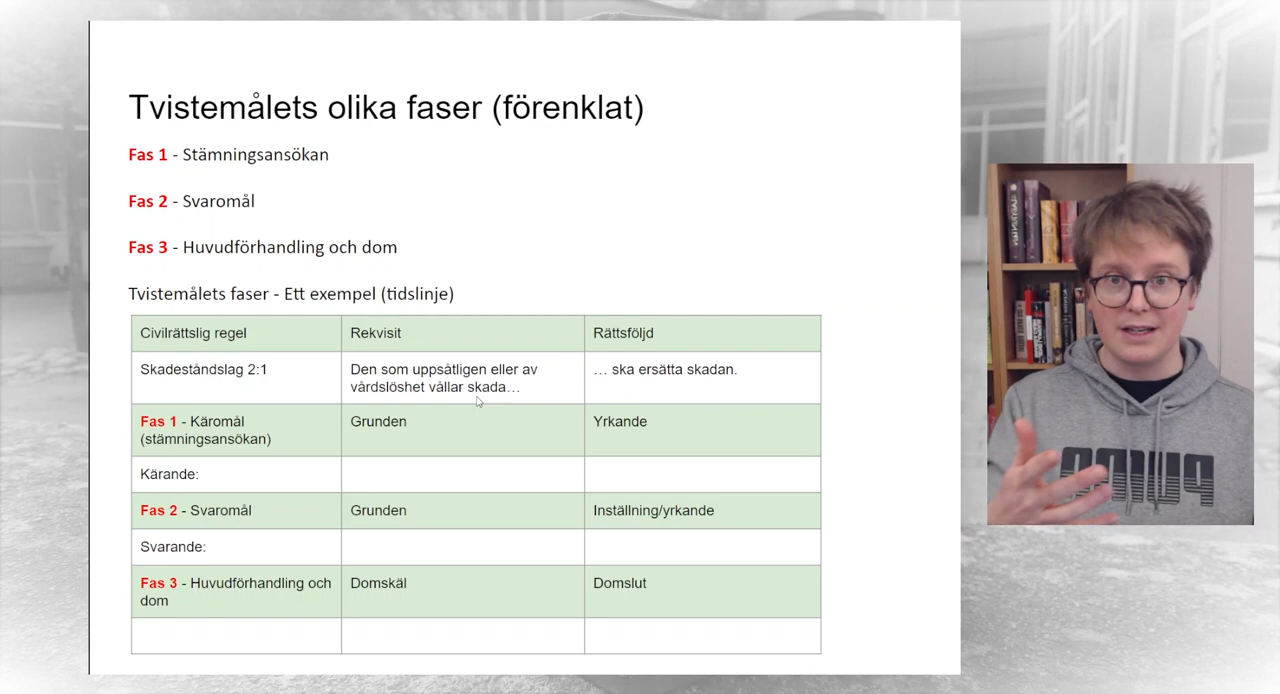 Tvistemålets olika faser (förenklat)
Fas 1 - Stämningsansökan
Fas 2 - Svaromål
Fas 3 - Huvudförhandling och dom
Tvistemålets faser - Ett exempel (tidslinje)
Civilrättslig regel
Rekvisit
Rättsföljd
Skadeståndslag 2:1
Den som uppsåtligen eller av
vårdslöshet vållar skada…
… ska ersätta skadan.
Fas 1 - Käromål
(stämningsansökan)
Grunden
Yrkande
Kärande:
Fas 2 - Svaromål
Grunden
Inställning/yrkande
Svarande:
Fas 3 - Huvudförhandling och
dom
Domskäl
Domslut